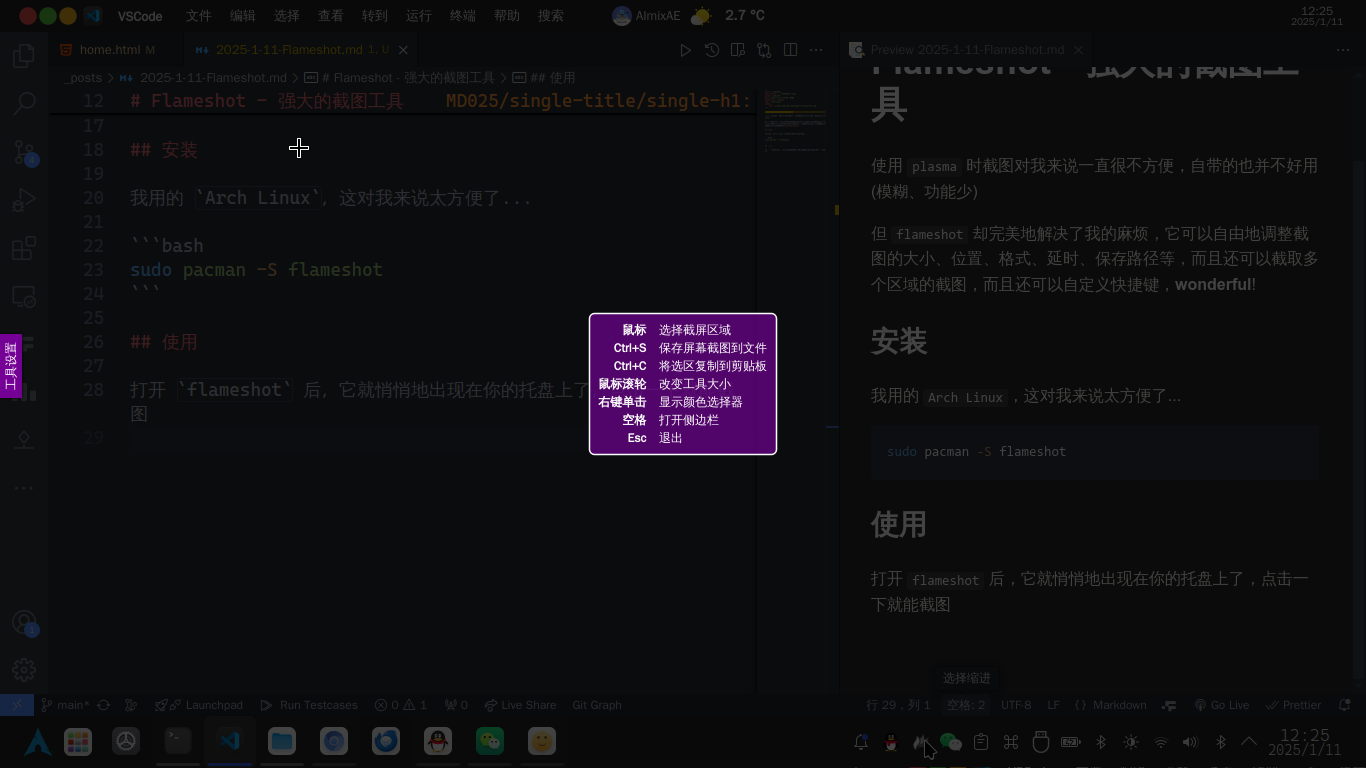 VSCode 文件 编辑 选择 查看 转到 运行 终端 帮助 搜索 AlmixAE 2.7 ℃ 12:25
2025/1/11
home.html M 2025-1-11-Flameshot.md 1, U Preview 2025-1-11-Flameshot.md
_posts > 2025-1-11-Flameshot.md > # Flameshot - 强大的截图工具 > ## 使用
12 # Flameshot - 强大的截图工具 MD025/single-title/single-h1:
17
18 ## 安装
19
20 我用的 `Arch Linux`, 这对我来说太方便了...
21
22 ```bash
23 sudo pacman -S flameshot
24 ```
25
26 ## 使用
27
28 打开 `flameshot` 后, 它就悄悄地出现在你的托盘上了
图
29
工具设置
鼠标 选择截屏区域
Ctrl+S 保存屏幕截图到文件
Ctrl+C 将选区复制到剪贴板
鼠标滚轮 改变工具大小
右键单击 显示颜色选择器
空格 打开侧边栏
Esc 退出
Flameshot - 强大的截图工
具
使用 plasma 时截图对我来说一直很不方便，自带的也并不好用
(模糊、功能少)
但 flameshot 却完美地解决了我的麻烦，它可以自由地调整截
图的大小、位置、格式、延时、保存路径等，而且还可以截取多
个区域的截图，而且还可以自定义快捷键，wonderful!
安装
我用的 Arch Linux ，这对我来说太方便了...
sudo pacman -S flameshot
使用
打开 flameshot 后，它就悄悄地出现在你的托盘上了，点击一
下就能截图
选择缩进
main* Launchpad Run Testcases 0 1 0 Live Share Git Graph 行 29，列 1 空格: 2 UTF-8 LF {} Markdown Go Live Prettier
12:25
2025/1/11